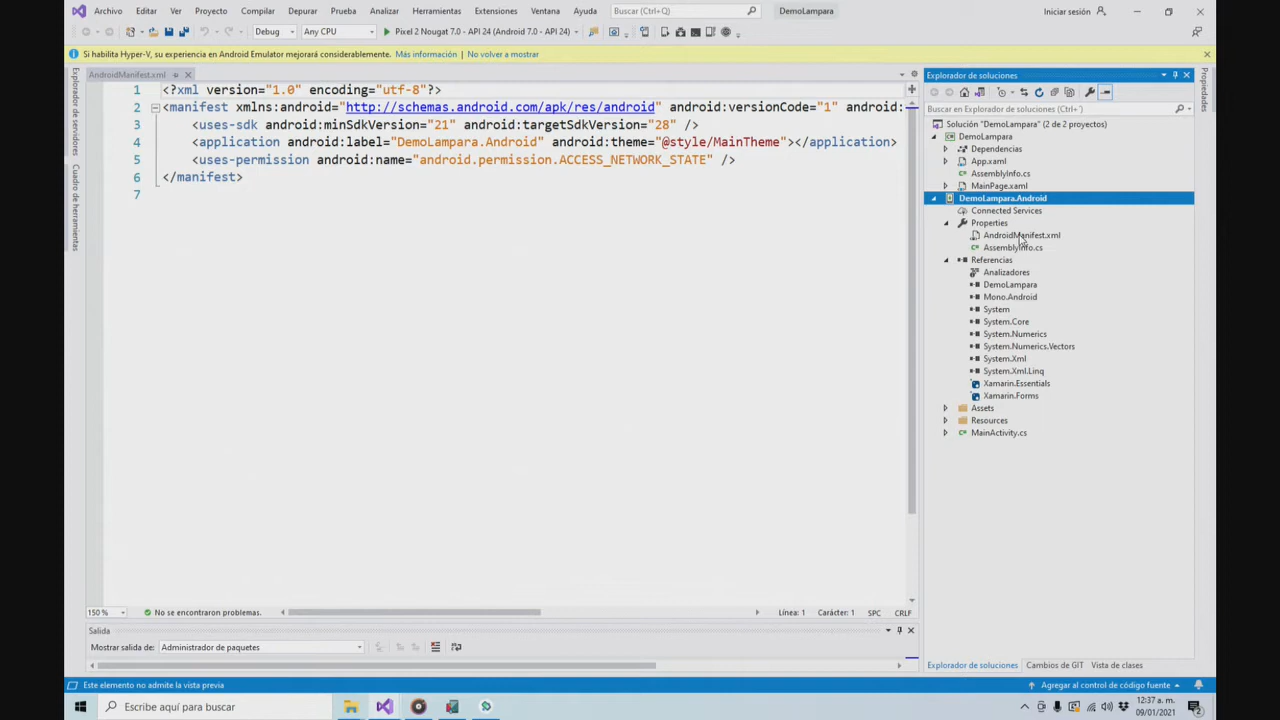 Archivo Editar Ver Proyecto Compilar Depurar Prueba Analizar Herramientas Extensiones Ventana Ayuda Buscar (Ctrl+Q) DemoLampara Iniciar sesión
Debug Any CPU Pixel 2 Nougat 7.0 - API 24 (Android 7.0 - API 24)
Si habilita Hyper-V, su experiencia en Android Emulator mejorará considerablemente. Más información | No volver a mostrar
Explorador de servidores
Cuadro de herramientas
AndroidManifest.xml
1 <?xml version="1.0" encoding="utf-8"?>
2 <manifest xmlns:android="http://schemas.android.com/apk/res/android" android:versionCode="1" android:
3 <uses-sdk android:minSdkVersion="21" android:targetSdkVersion="28" />
4 <application android:label="DemoLampara.Android" android:theme="@style/MainTheme"></application>
5 <uses-permission android:name="android.permission.ACCESS_NETWORK_STATE" />
6 </manifest>
7
150 % No se encontraron problemas. Línea: 1 Carácter: 1 SPC CRLF
Salida
Mostrar salida de: Administrador de paquetes
Explorador de soluciones
Buscar en Explorador de soluciones (Ctrl+´)
Solución "DemoLampara" (2 de 2 proyectos)
DemoLampara
Dependencias
App.xaml
AssemblyInfo.cs
MainPage.xaml
DemoLampara.Android
Connected Services
Properties
AndroidManifest.xml
AssemblyInfo.cs
Referencias
Analizadores
DemoLampara
Mono.Android
System
System.Core
System.Numerics
System.Numerics.Vectors
System.Xml
System.Xml.Linq
Xamarin.Essentials
Xamarin.Forms
Assets
Resources
MainActivity.cs
Explorador de soluciones Cambios de GIT Vista de clases
Propiedades
Este elemento no admite la vista previa Agregar al control de código fuente
Escribe aquí para buscar
12:37 a. m.
09/01/2021
2